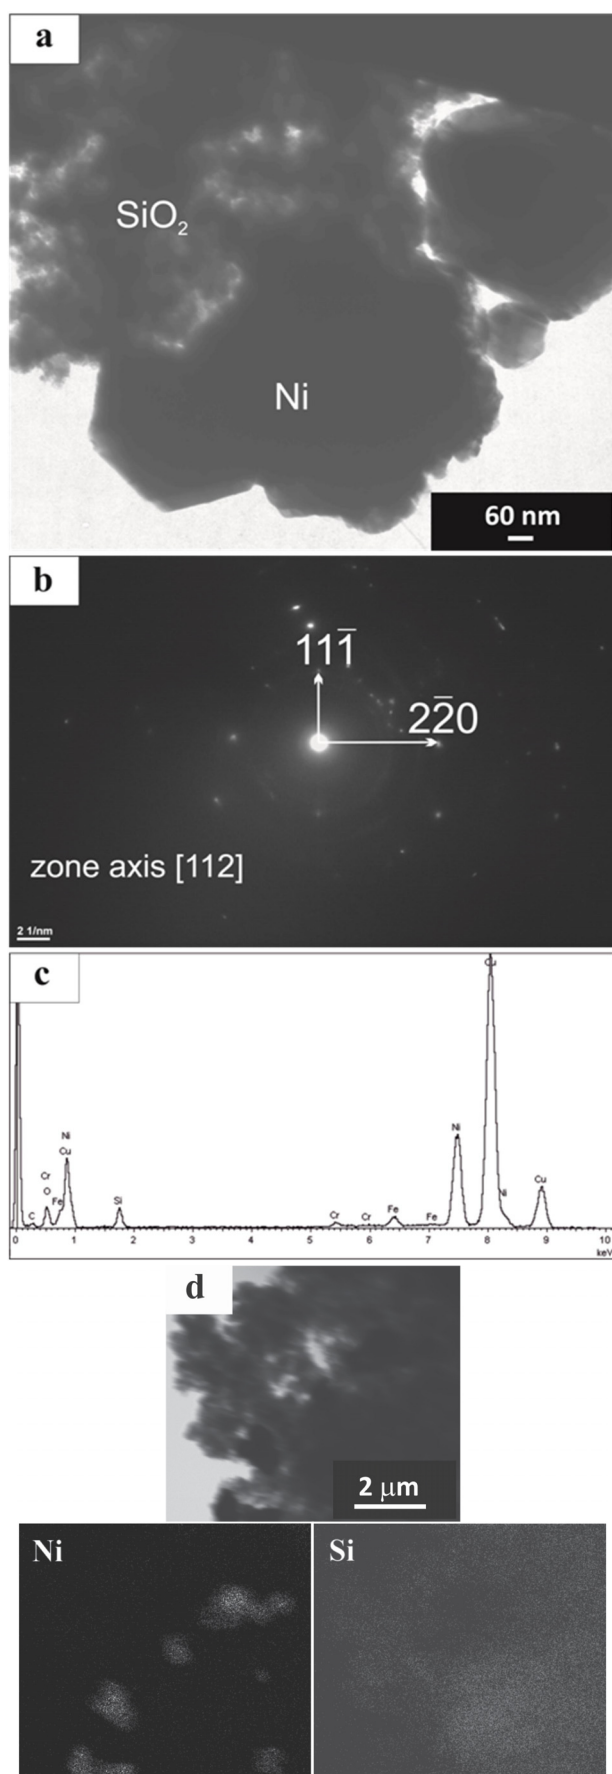 a
SiO₂
Ni
60 nm
b
111̅
22̅0
zone axis [112]
2 1/nm
c
Cu
Ni
Ni
Cu
Cr
O
Fe
C
Si
Cr
Cr
Fe
Fe
Ni
Cu
0 1 2 3 4 5 6 7 8 9 10
keV
d
2 μm
Ni
Si